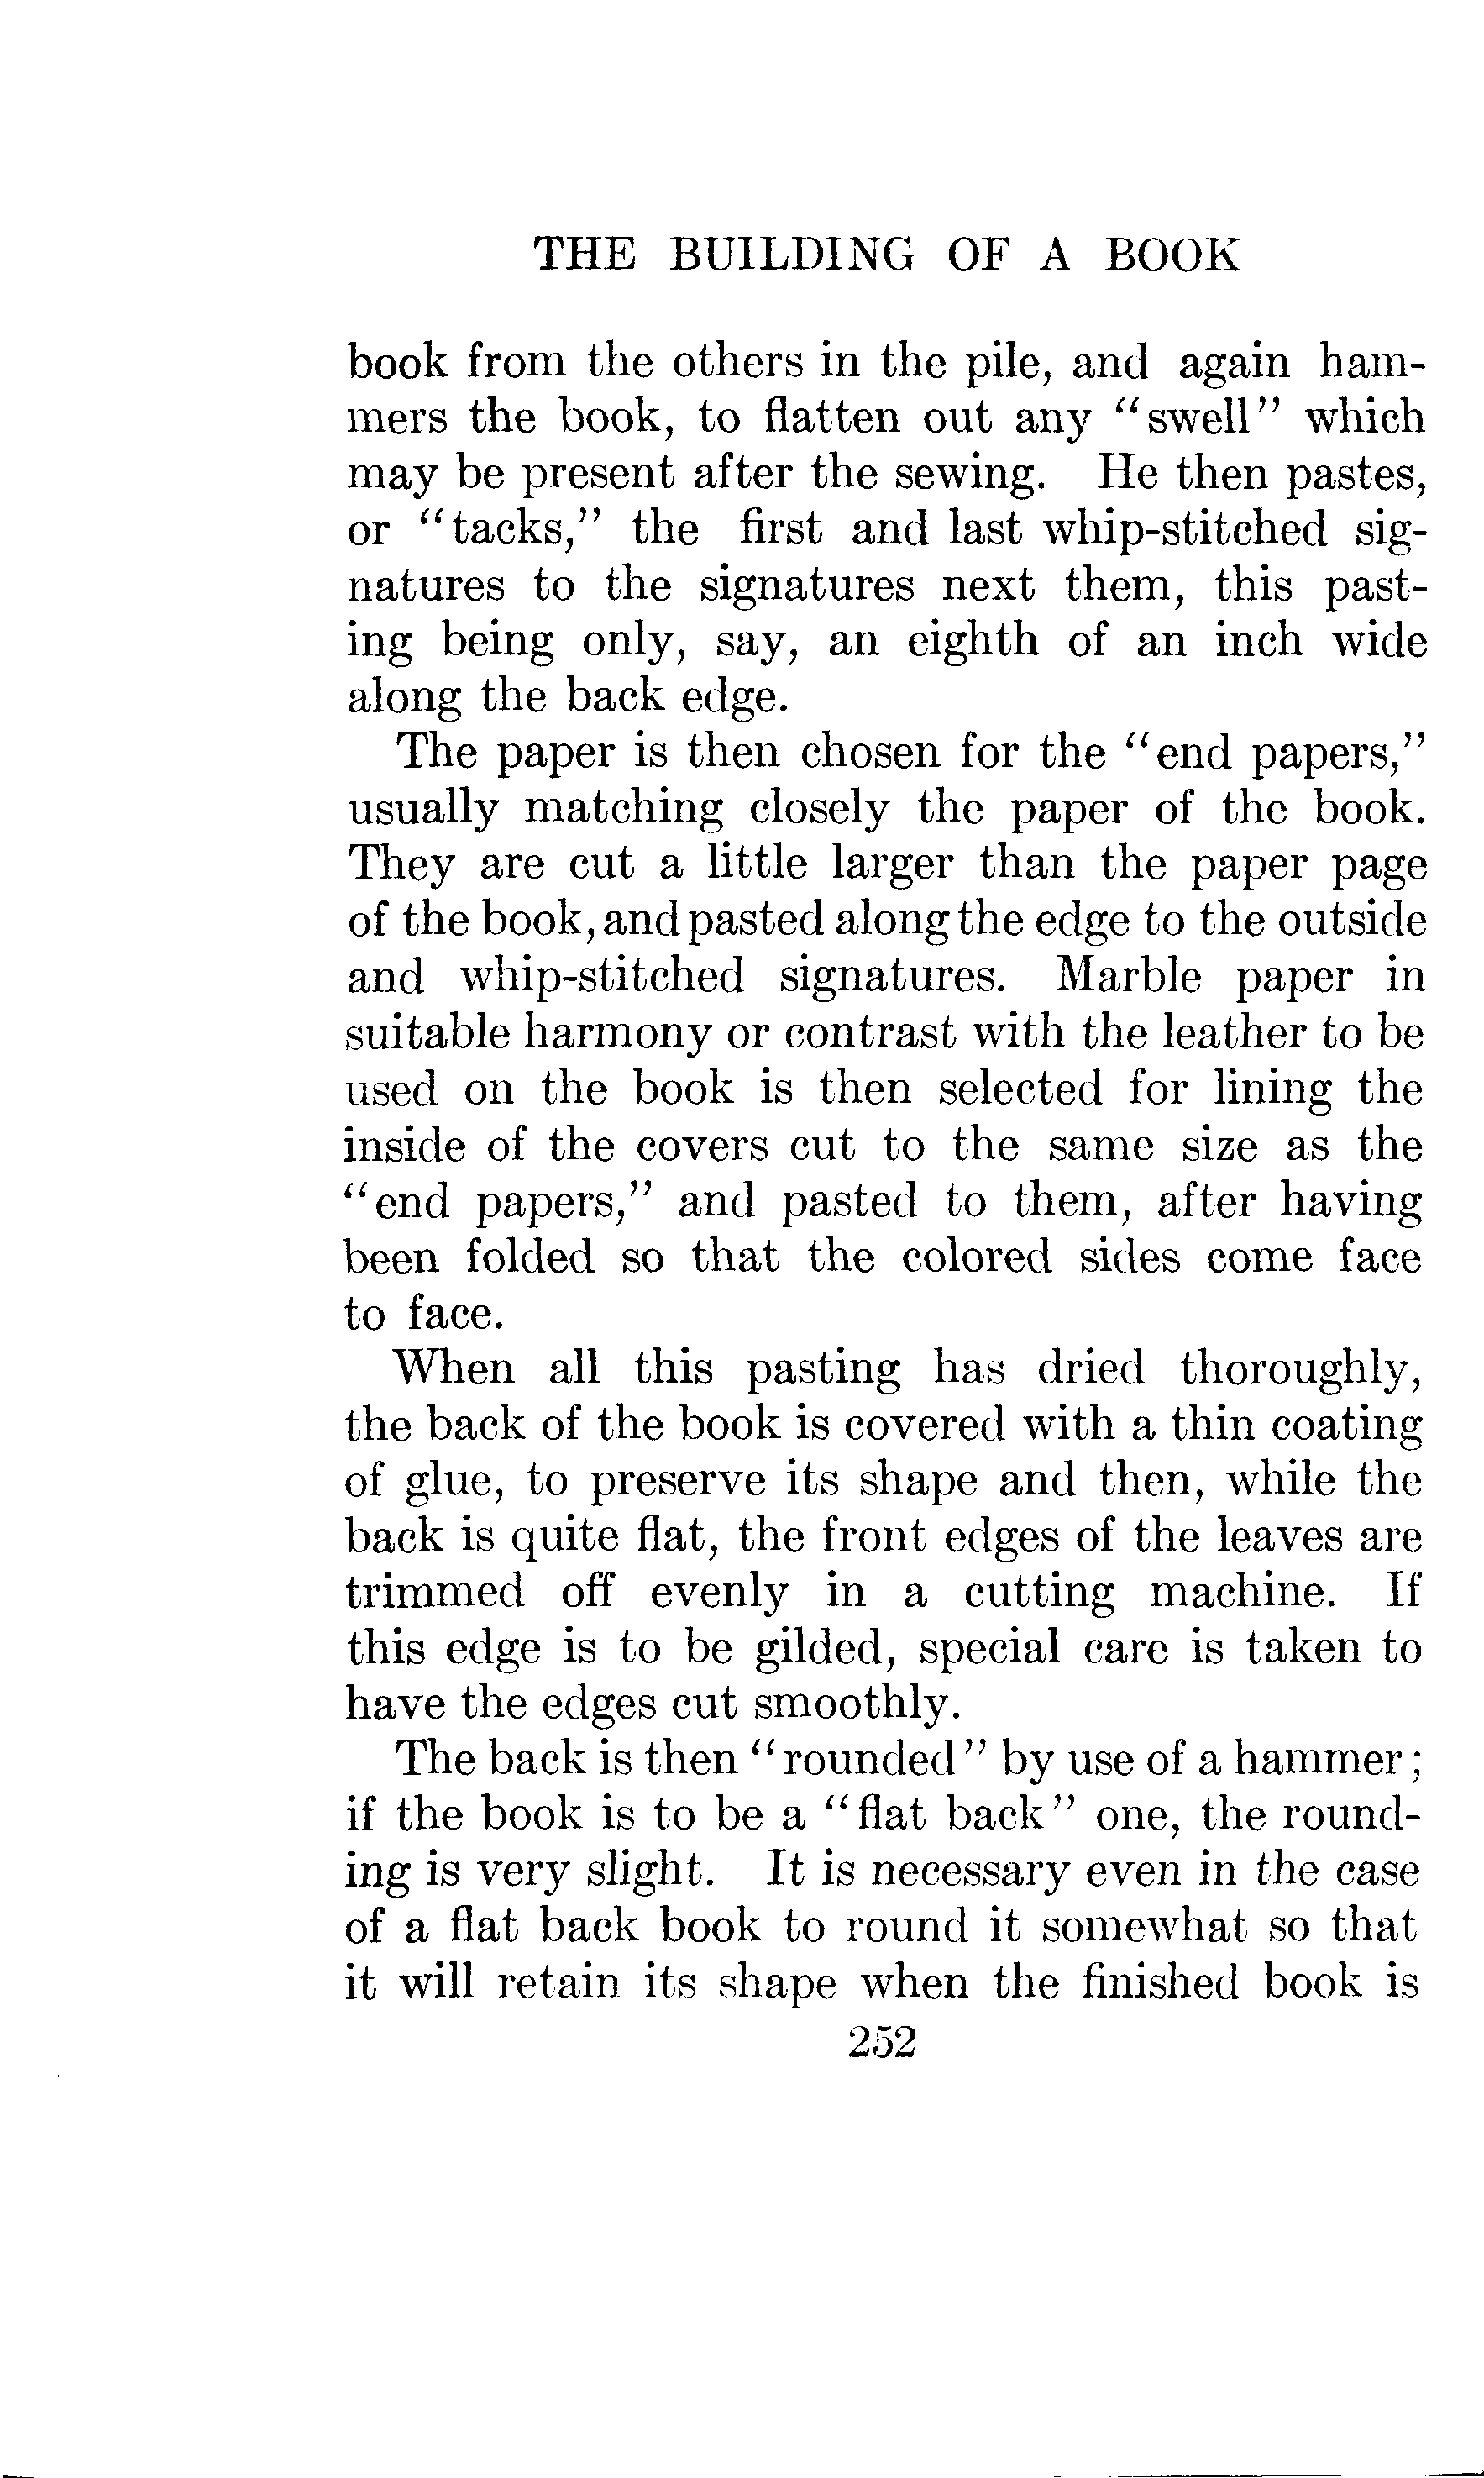 THE BUILDING OF A BOOK
book from the others in the pile, and again ham-
mers the book, to flatten out any "swell" which
may be present after the sewing. He then pastes,
or "tacks," the first and last whip-stitched sig-
natures to the signatures next them, this past-
ing being only, say, an eighth of an inch wide
along the back edge.
The paper is then chosen for the "end papers,"
usually matching closely the paper of the book.
They are cut a little larger than the paper page
of the book, and pasted along the edge to the outside
and whip-stitched signatures. Marble paper in
suitable harmony or contrast with the leather to be
used on the book is then selected for lining the
inside of the covers cut to the same size as the
"end papers," and pasted to them, after having
been folded so that the colored sides come face
to face.
When all this pasting has dried thoroughly,
the back of the book is covered with a thin coating
of glue, to preserve its shape and then, while the
back is quite flat, the front edges of the leaves are
trimmed off evenly in a cutting machine. If
this edge is to be gilded, special care is taken to
have the edges cut smoothly.
The back is then "rounded" by use of a hammer;
if the book is to be a "flat back" one, the round-
ing is very slight. It is necessary even in the case
of a flat back book to round it somewhat so that
it will retain its shape when the finished book is
252